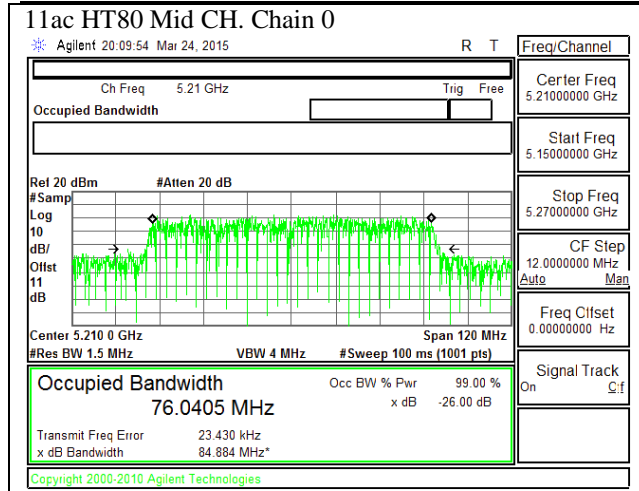 11ac HT80 Mid CH. Chain 0
Agilent 20:09:54 Mar 24, 2015 R T
Freq/Channel
Ch Freq 5.21 GHz Trig Free
Occupied Bandwidth
Center Freq
5.21000000 GHz
Start Freq
5.15000000 GHz
Stop Freq
5.27000000 GHz
CF Step
12.0000000 MHz
Auto Man
Freq Offset
0.00000000 Hz
Signal Track
On Off
Ref 20 dBm #Atten 20 dB
#Samp
Log
10
dB/
Offst
11
dB
Center 5.210 0 GHz Span 120 MHz
#Res BW 1.5 MHz VBW 4 MHz #Sweep 100 ms (1001 pts)
Occupied Bandwidth
76.0405 MHz
Occ BW % Pwr 99.00 %
x dB -26.00 dB
Transmit Freq Error 23.430 kHz
x dB Bandwidth 84.884 MHz*
Copyright 2000-2010 Agilent Technologies